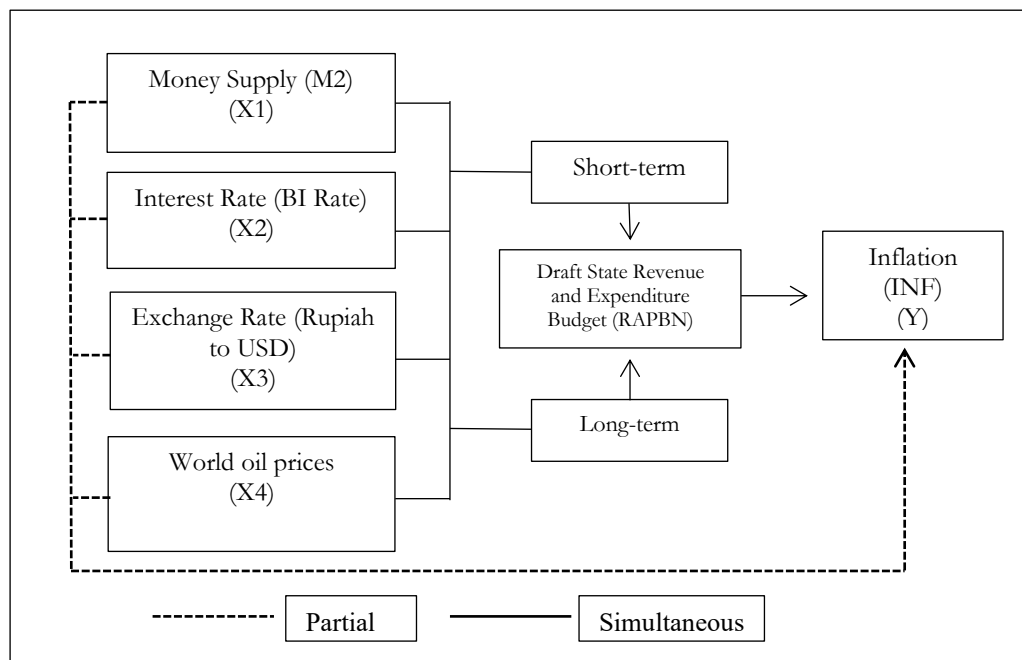 Money Supply (M2)
(X1)
Interest Rate (BI Rate)
(X2)
Exchange Rate (Rupiah
to USD)
(X3)
World oil prices
(X4)
Short-term
Draft State Revenue
and Expenditure
Budget (RAPBN)
Long-term
Inflation
(INF)
(Y)
Partial
Simultaneous